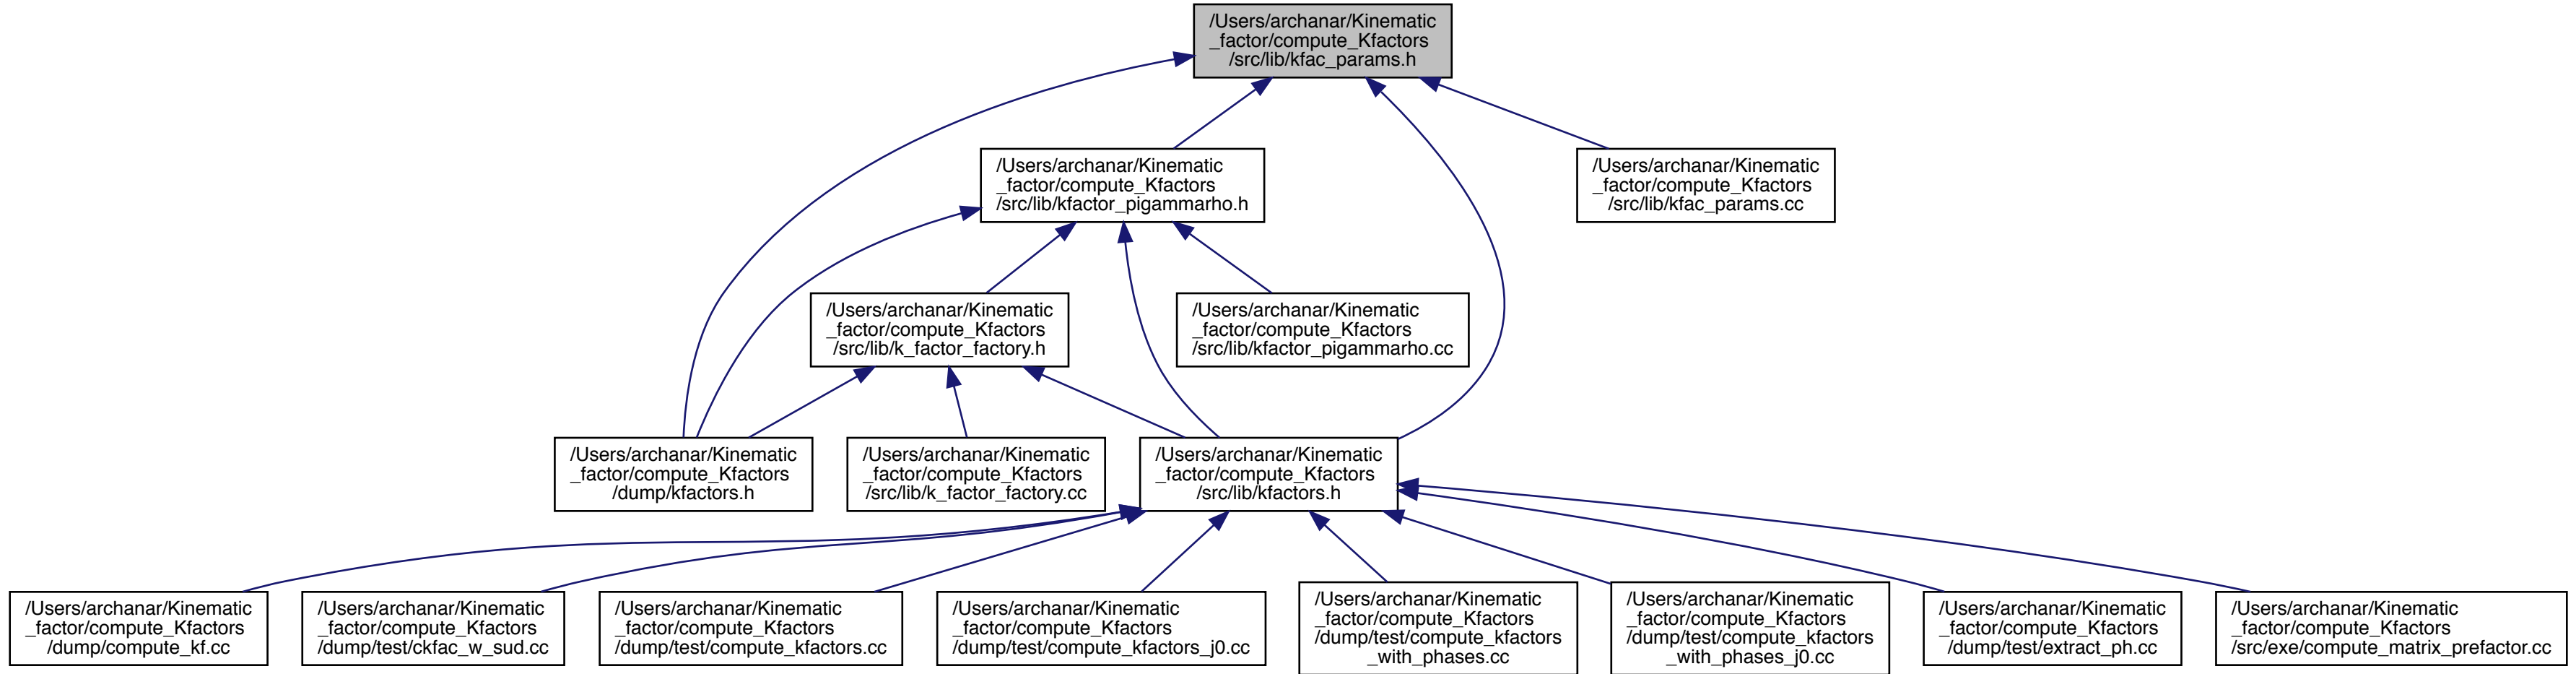 /Users/archanar/Kinematic
_factor/compute_Kfactors
/src/lib/kfac_params.h
/Users/archanar/Kinematic
_factor/compute_Kfactors
/src/lib/kfactor_pigammarho.h
/Users/archanar/Kinematic
_factor/compute_Kfactors
/src/lib/kfac_params.cc
/Users/archanar/Kinematic
_factor/compute_Kfactors
/src/lib/k_factor_factory.h
/Users/archanar/Kinematic
_factor/compute_Kfactors
/src/lib/kfactor_pigammarho.cc
/Users/archanar/Kinematic
_factor/compute_Kfactors
/dump/kfactors.h
/Users/archanar/Kinematic
_factor/compute_Kfactors
/src/lib/k_factor_factory.cc
/Users/archanar/Kinematic
_factor/compute_Kfactors
/src/lib/kfactors.h
/Users/archanar/Kinematic
_factor/compute_Kfactors
/dump/compute_kf.cc
/Users/archanar/Kinematic
_factor/compute_Kfactors
/dump/test/ckfac_w_sud.cc
/Users/archanar/Kinematic
_factor/compute_Kfactors
/dump/test/compute_kfactors.cc
/Users/archanar/Kinematic
_factor/compute_Kfactors
/dump/test/compute_kfactors_j0.cc
/Users/archanar/Kinematic
_factor/compute_Kfactors
/dump/test/compute_kfactors
_with_phases.cc
/Users/archanar/Kinematic
_factor/compute_Kfactors
/dump/test/compute_kfactors
_with_phases_j0.cc
/Users/archanar/Kinematic
_factor/compute_Kfactors
/dump/test/extract_ph.cc
/Users/archanar/Kinematic
_factor/compute_Kfactors
/src/exe/compute_matrix_prefactor.cc